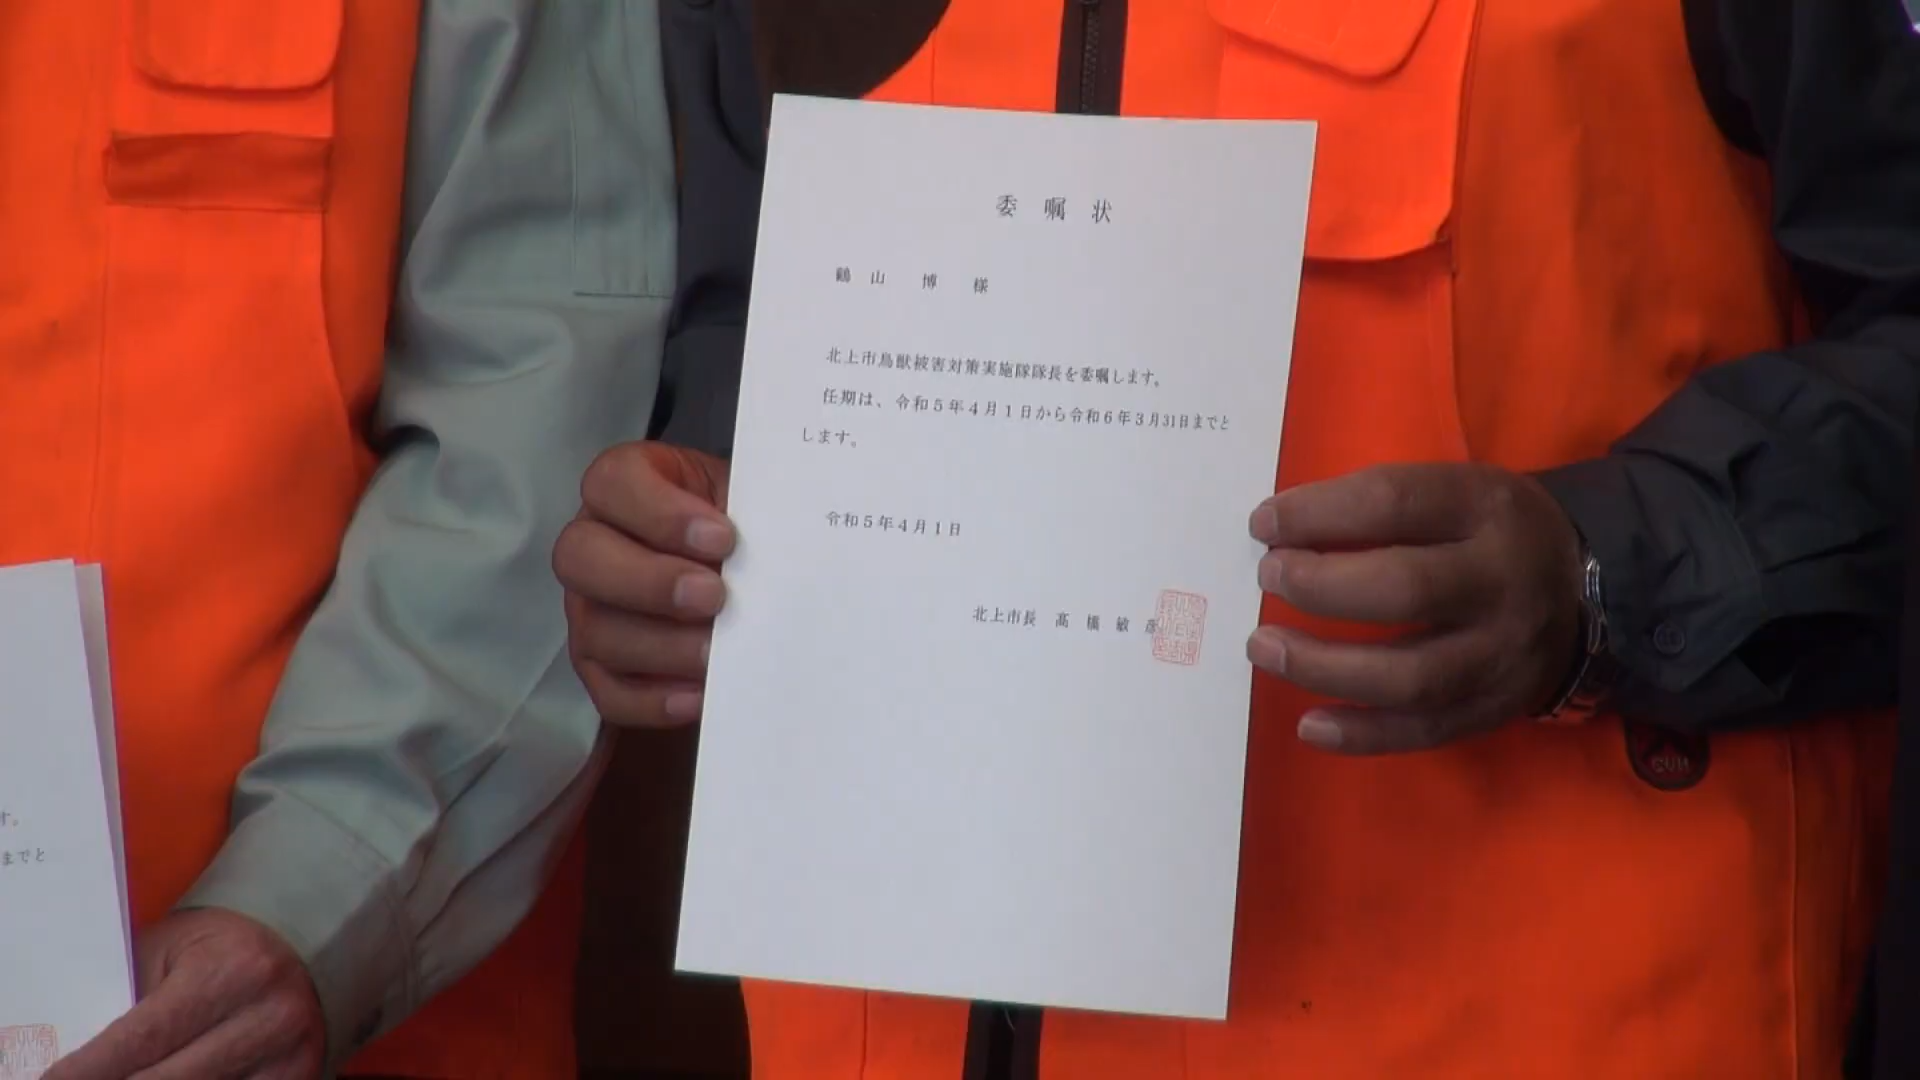 委嘱状
鶴山 博 様
北上市鳥獣被害対策実施隊隊長を委嘱します。
任期は、令和5年4月1日から令和6年3月31日までと
します。
令和5年4月1日
北上市長 髙橋敏彦
す。
までと